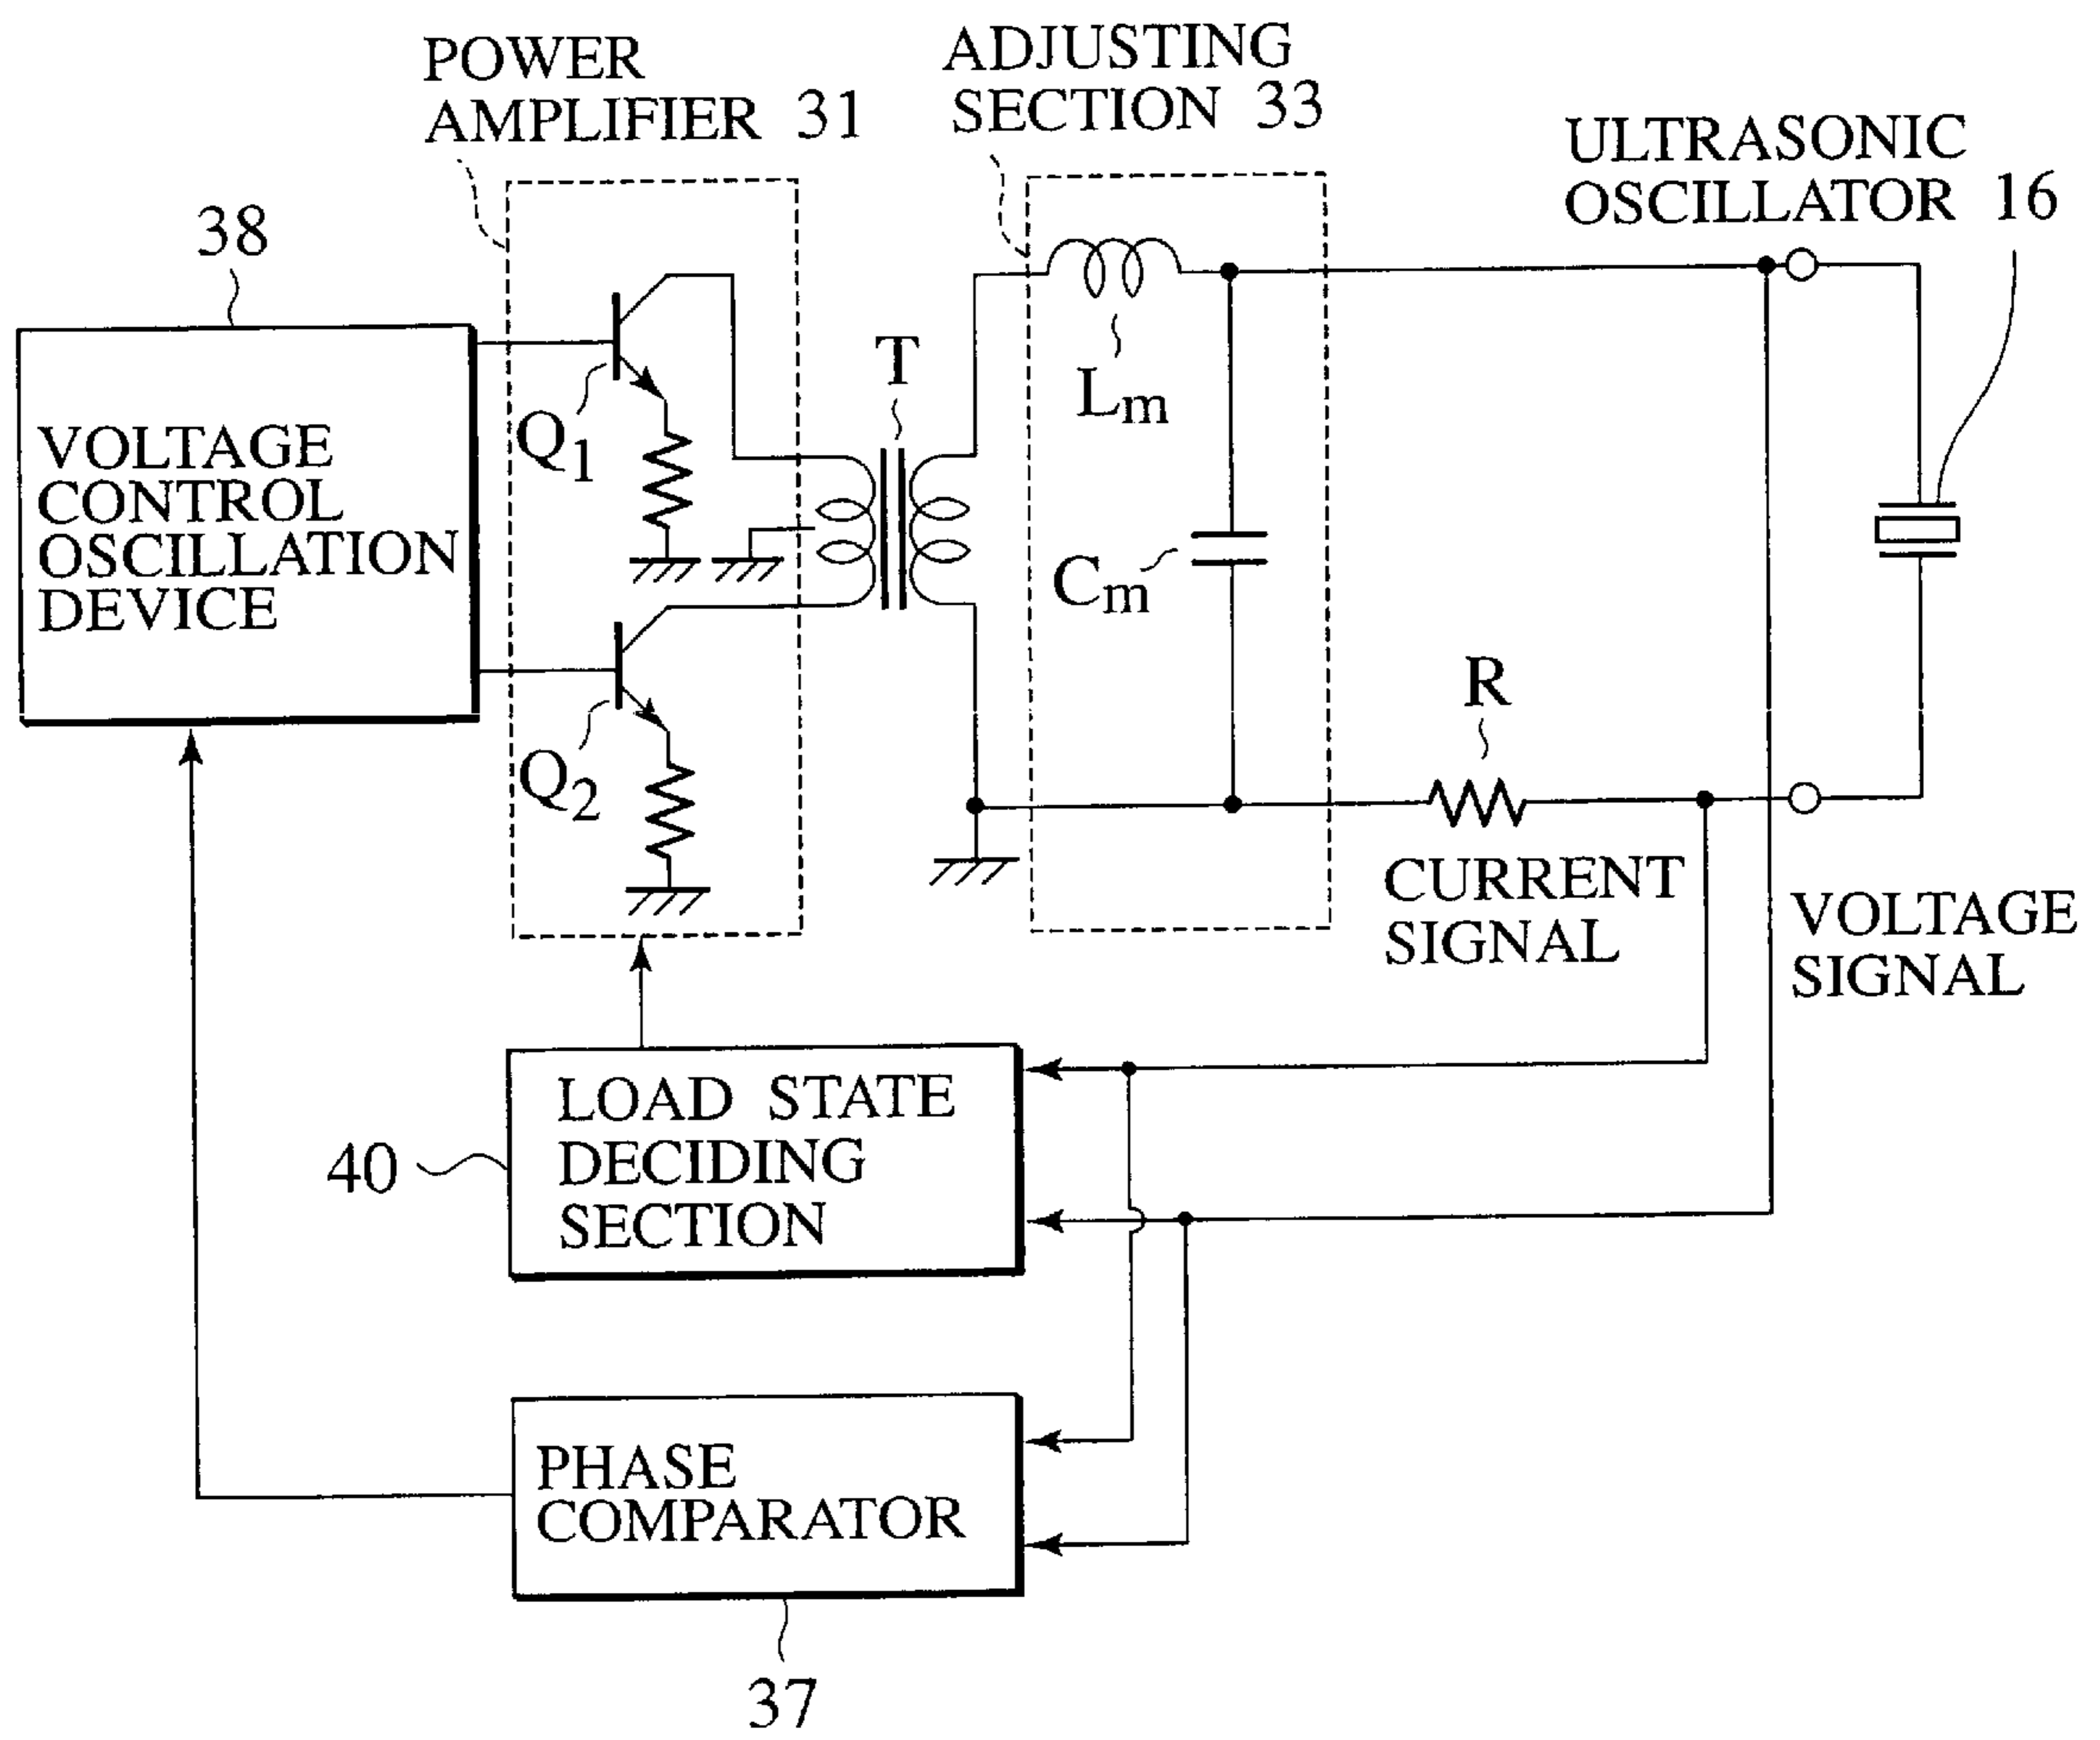 POWER
AMPLIFIER 31
ADJUSTING
SECTION 33
ULTRASONIC
OSCILLATOR 16
38
VOLTAGE
CONTROL
OSCILLATION
DEVICE
Q1
T
Lm
Cm
Q2
R
CURRENT
SIGNAL
VOLTAGE
SIGNAL
40
LOAD STATE
DECIDING
SECTION
PHASE
COMPARATOR
37